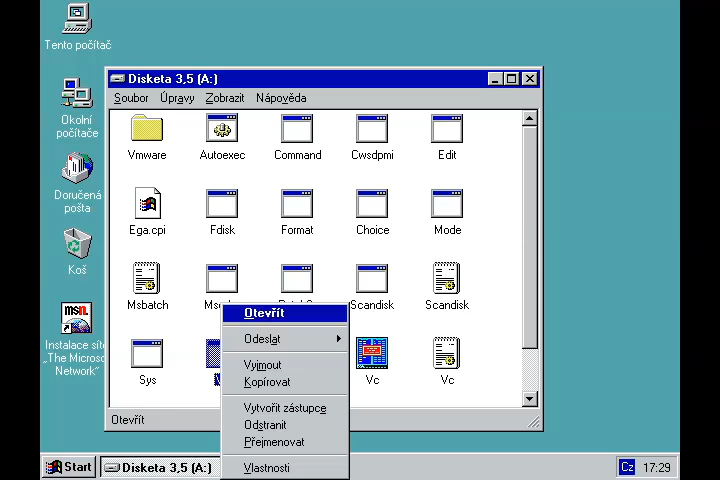 Tento počítač
Okolní
počítače
Doručená
pošta
Koš
msn
Instalace sítě
„The Microso
Network"
Disketa 3,5 (A:)
Soubor Úpravy Zobrazit Nápověda
Vmware Autoexec Command Cwsdpmi Edit
Ega.cpi Fdisk Format Choice Mode
Msbatch Scandisk Scandisk
Sys Vc Vc
Otevřít
Odeslat
Vyjmout
Kopírovat
Vytvořit zástupce
Odstranit
Přejmenovat
Vlastnosti
Otevřít
Start Disketa 3,5 (A:) Cz 17:29